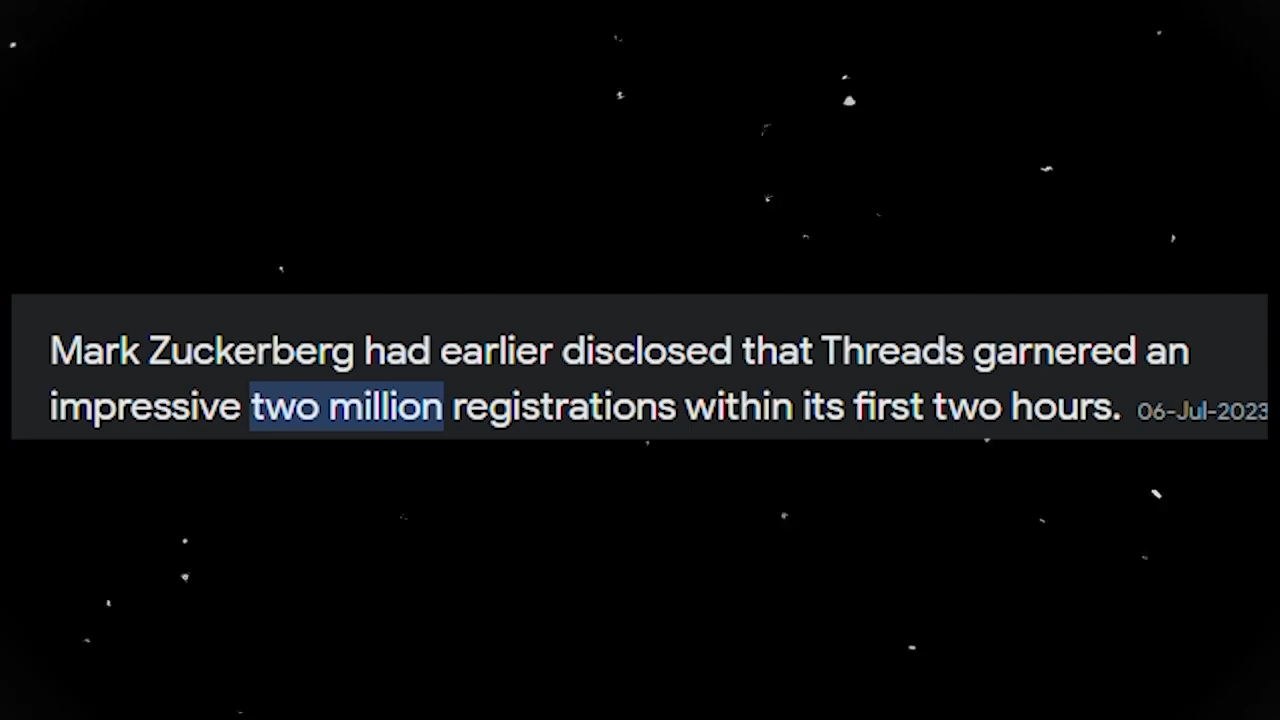 Mark Zuckerberg had earlier disclosed that Threads garnered an
impressive two million registrations within its first two hours. 06-Jul-2023